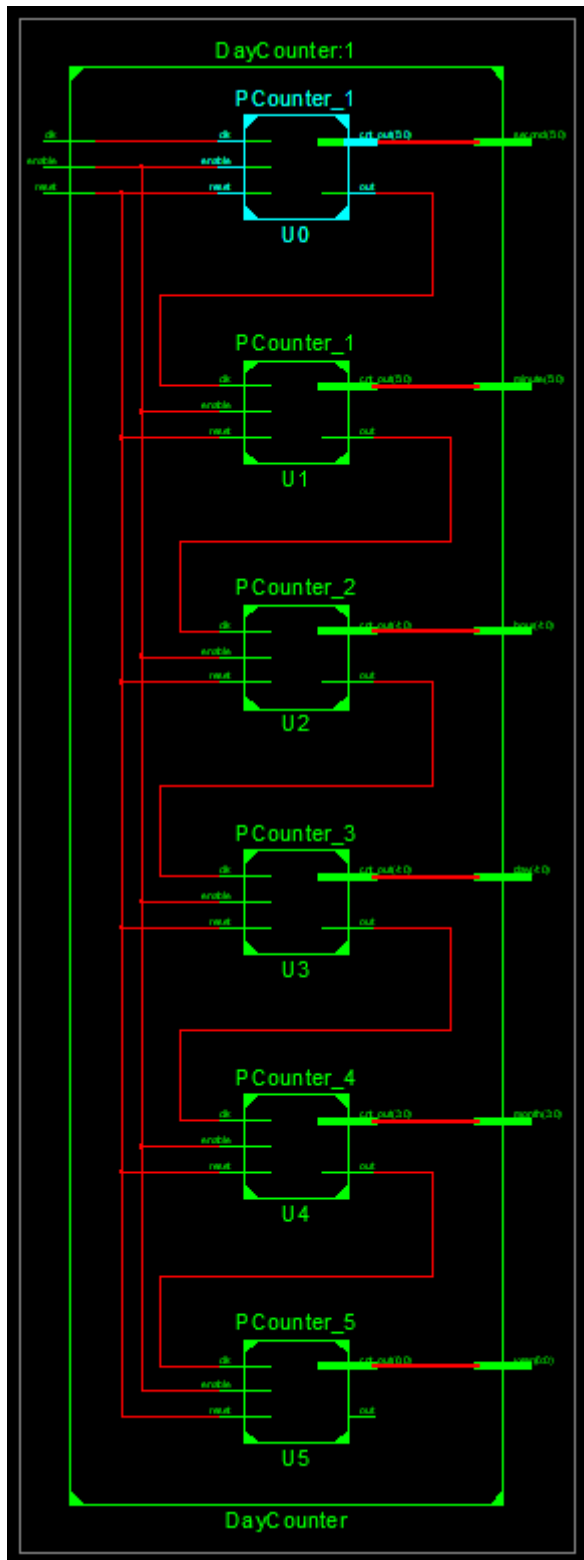 DayCounter:1
PCounter_1
clk clk cnt_out(5:0) second(5:0)
enable enable
reset reset out
U0
PCounter_1
clk cnt_out(5:0) minute(5:0)
enable
reset out
U1
PCounter_2
clk cnt_out(4:0) hour(4:0)
enable
reset out
U2
PCounter_3
clk cnt_out(4:0) day(4:0)
enable
reset out
U3
PCounter_4
clk cnt_out(3:0) month(3:0)
enable
reset out
U4
PCounter_5
clk
enable
reset out
U5
DayCounter